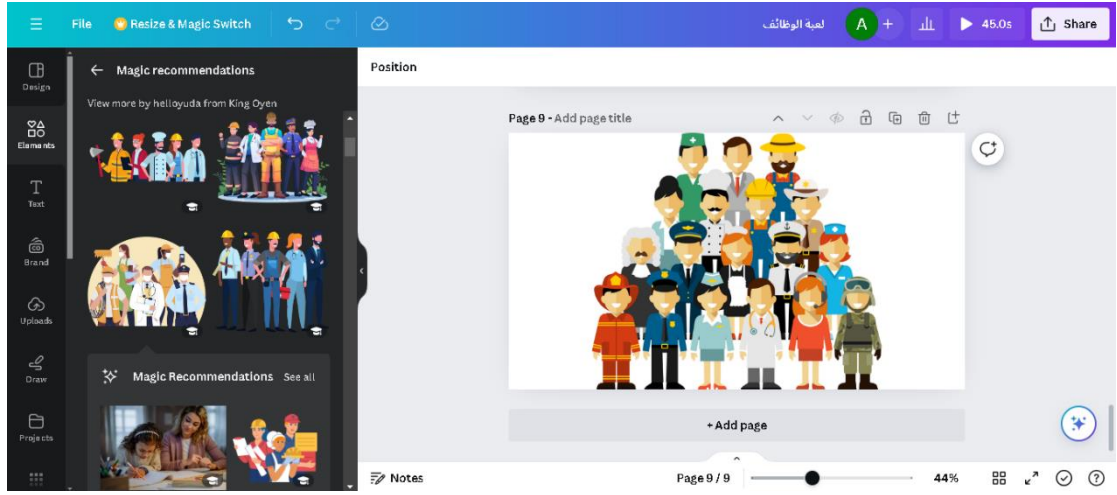 File
Resize & Magic Switch
لعبة الوظائف
A
+
45.0s
Share
Design
Elements
Text
Brand
Uploads
Draw
Projects
Magic recommendations
View more by helloyuda from King Oyen
Magic Recommendations
See all
Position
Page 9 - Add page title
+ Add page
Notes
Page 9 / 9
44%